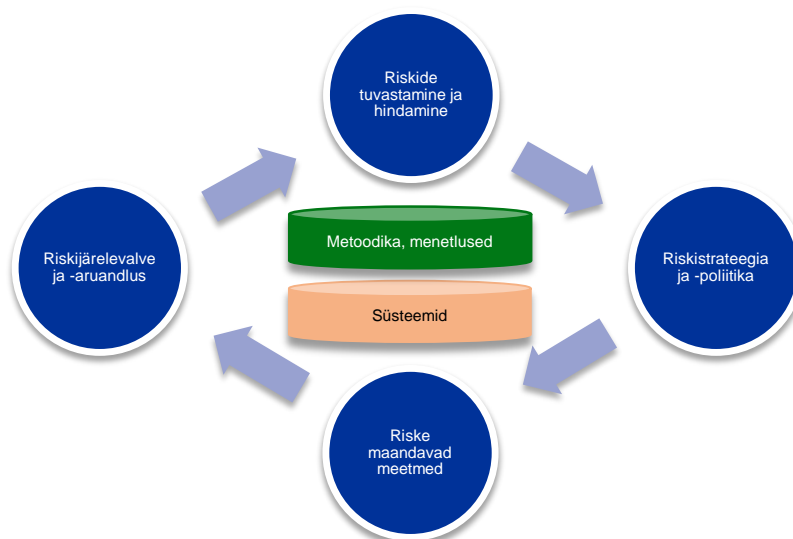 Riskide
tuvastamine ja
hindamine
Metoodika, menetlused
Riskijärelevalve
ja -aruandlus
Riskistrateegia
ja -poliitika
Süsteemid
Riske
maandavad
meetmed